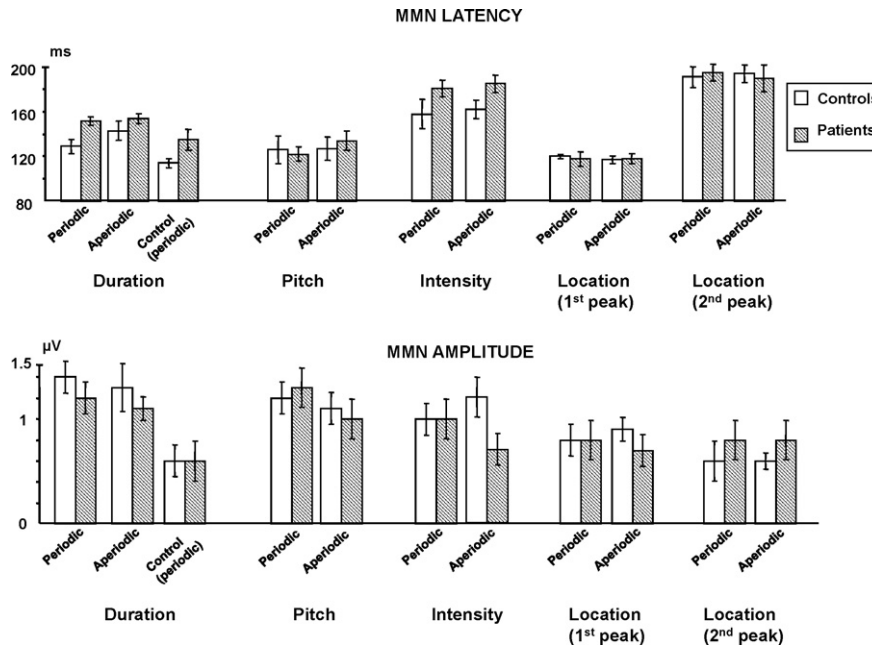 MMN LATENCY
ms
200
160
120
80
Controls
Patients
Periodic
Aperiodic
Control
(periodic)
Periodic
Aperiodic
Periodic
Aperiodic
Periodic
Aperiodic
Periodic
Aperiodic
Duration
Pitch
Intensity
Location
(1st peak)
Location
(2nd peak)
MMN AMPLITUDE
µV
1.5
1
0
Periodic
Aperiodic
Control
(periodic)
Periodic
Aperiodic
Periodic
Aperiodic
Periodic
Aperiodic
Periodic
Aperiodic
Duration
Pitch
Intensity
Location
(1st peak)
Location
(2nd peak)